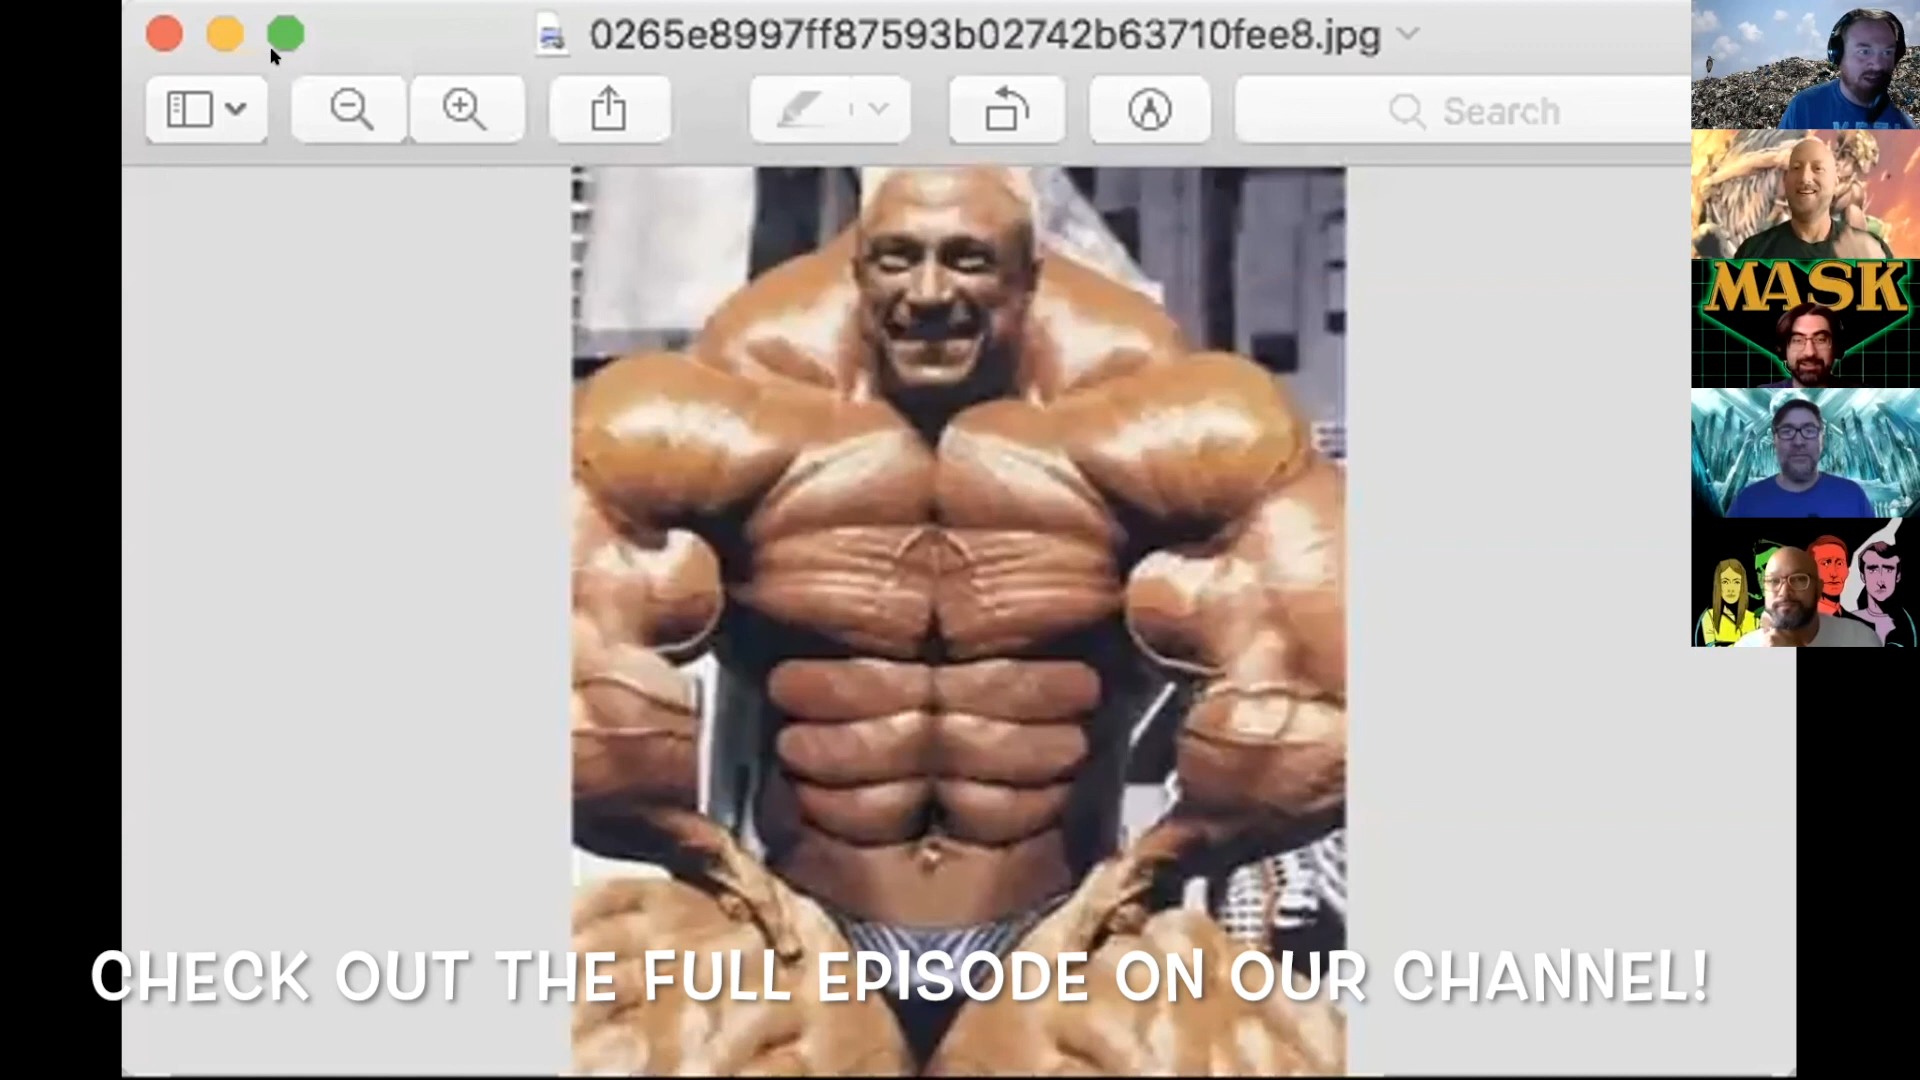 0265e8997ff87593b02742b63710fee8.jpg
Search
MASK
CHECK OUT THE FULL EPISODE ON OUR CHANNEL!